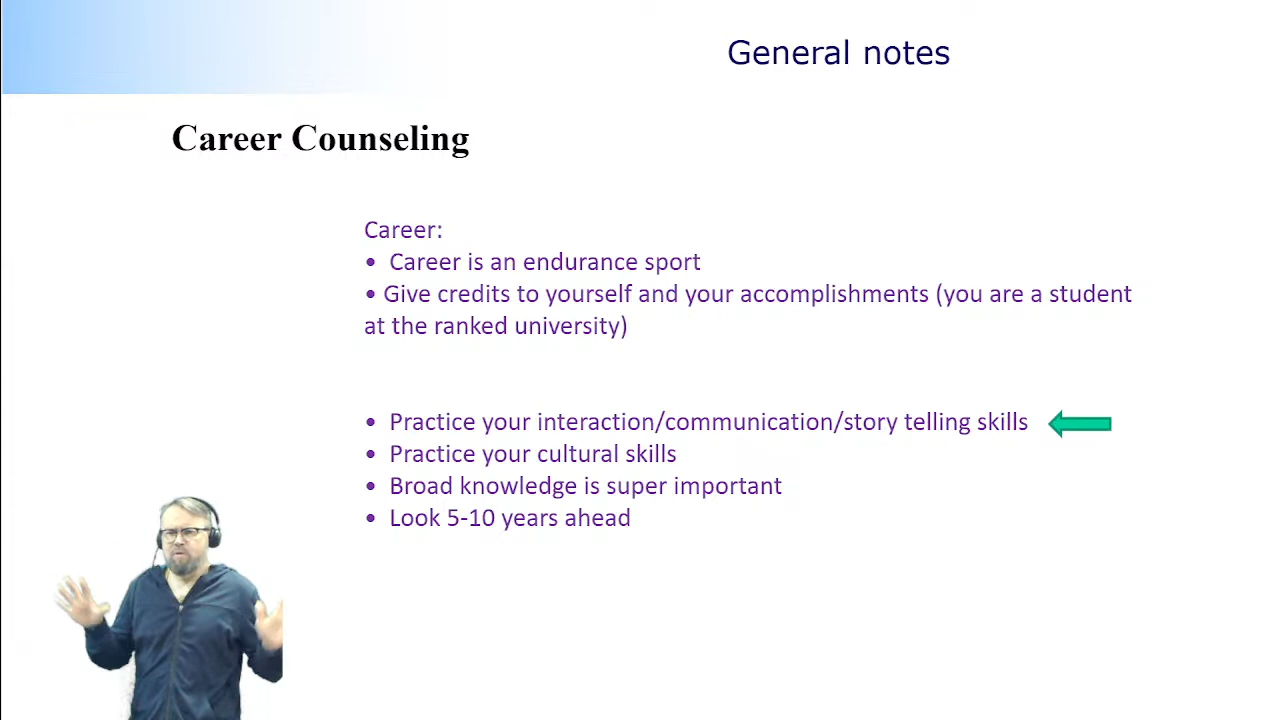 General notes
Career Counseling
Career:
• Career is an endurance sport
• Give credits to yourself and your accomplishments (you are a student
at the ranked university)
• Practice your interaction/communication/story telling skills
• Practice your cultural skills
• Broad knowledge is super important
• Look 5-10 years ahead